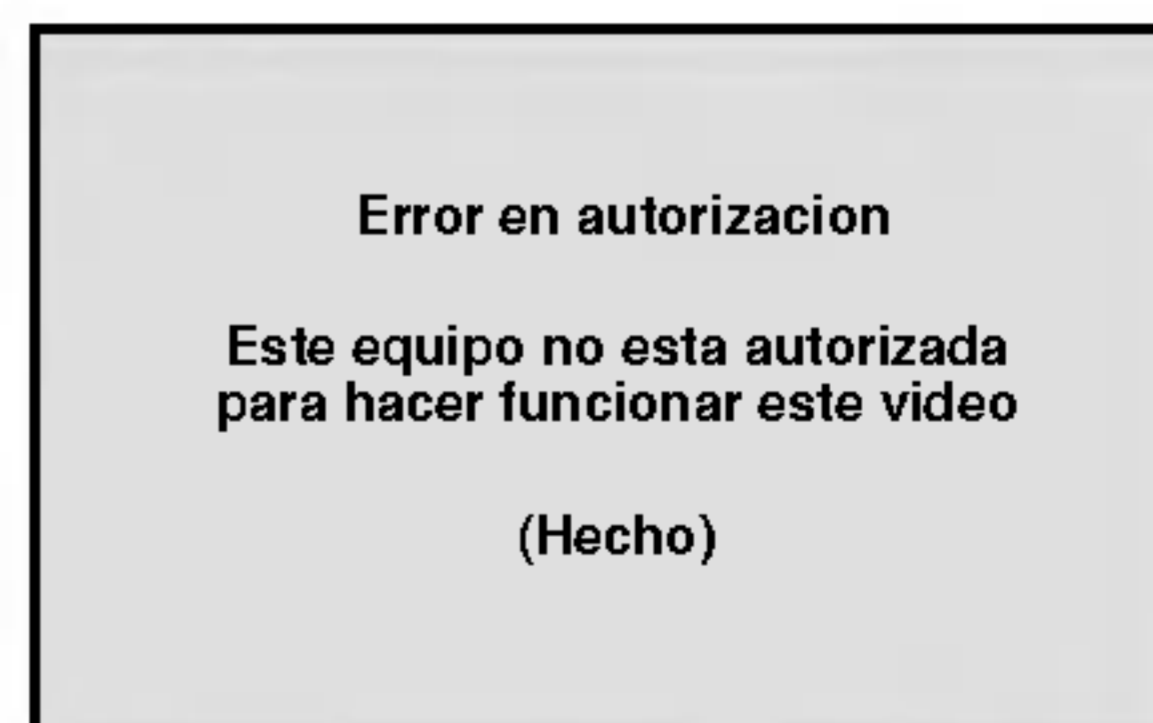 Error en autorizacion
Este equipo no esta autorizada
para hacer funcionar este video
(Hecho)